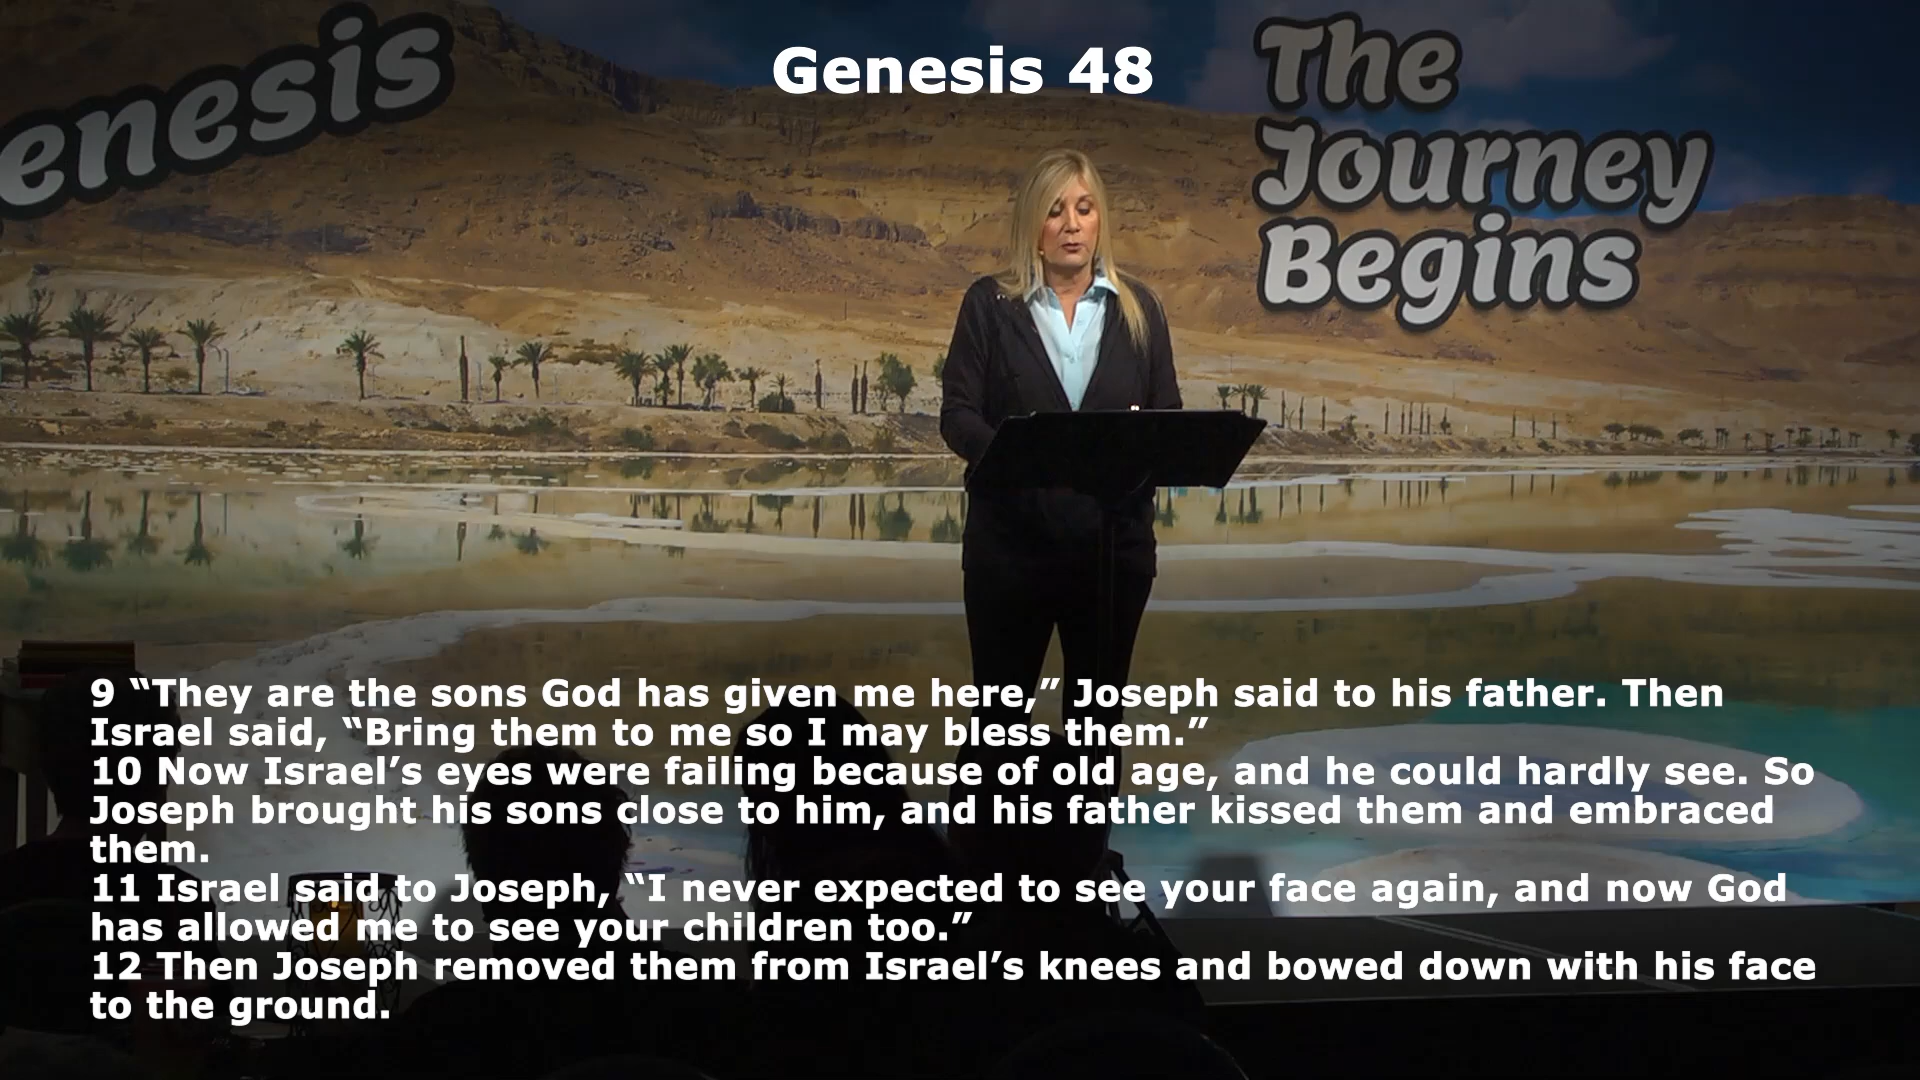 enesis
Genesis 48
The
Journey
Begins
9 “They are the sons God has given me here,” Joseph said to his father. Then
Israel said, “Bring them to me so I may bless them.”
10 Now Israel’s eyes were failing because of old age, and he could hardly see. So
Joseph brought his sons close to him, and his father kissed them and embraced
them.
11 Israel said to Joseph, “I never expected to see your face again, and now God
has allowed me to see your children too.”
12 Then Joseph removed them from Israel’s knees and bowed down with his face
to the ground.